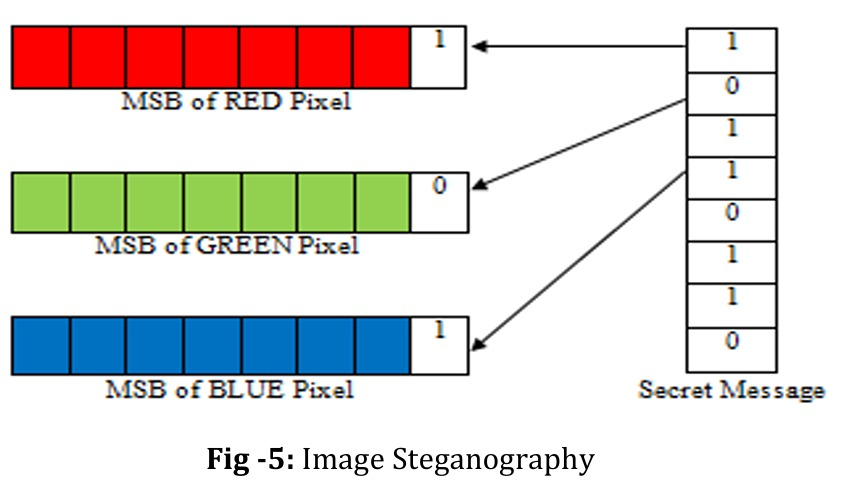 1
1
0
MSB of RED Pixel
1
0
1
MSB of GREEN Pixel
0
1
1
1
MSB of BLUE Pixel
0
Secret Message
Fig -5: Image Steganography